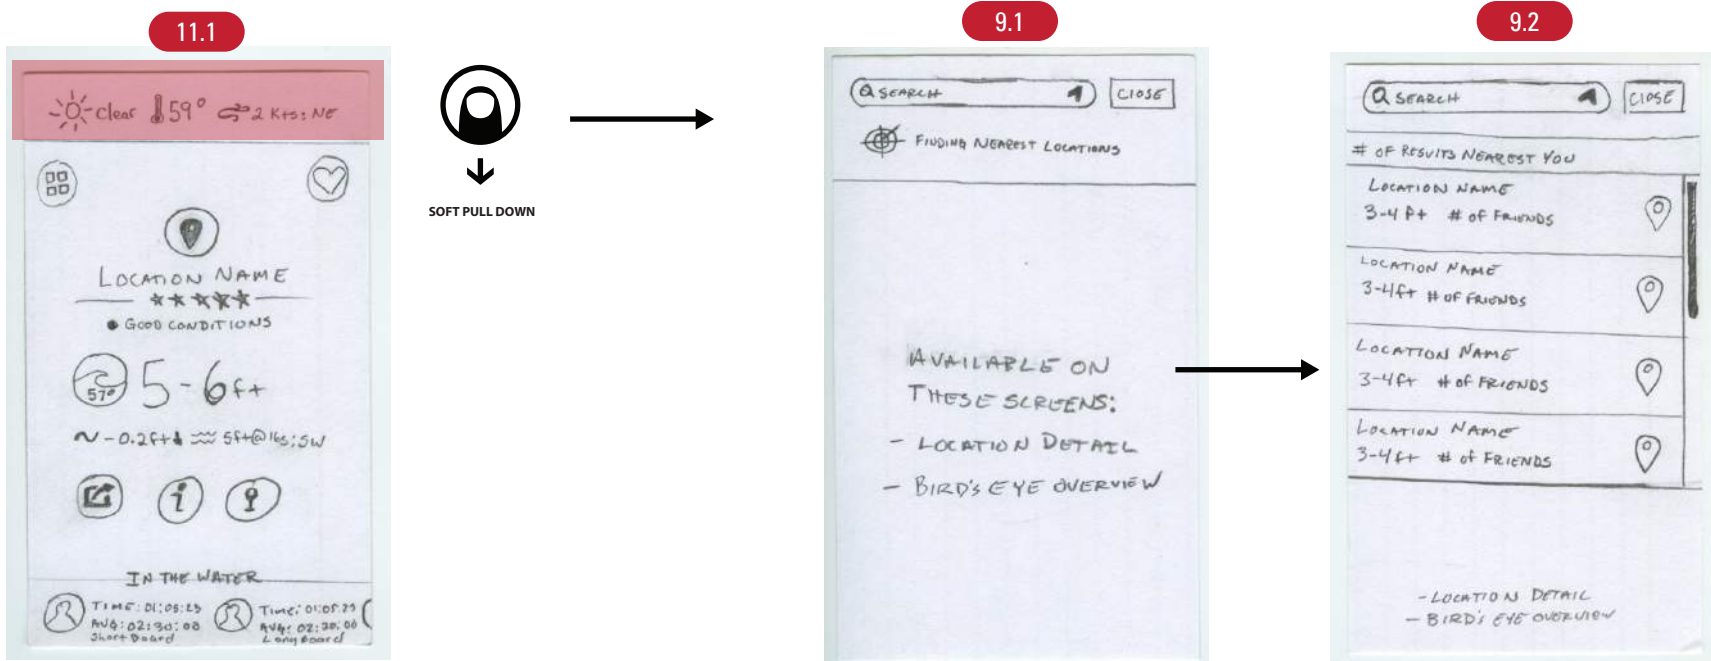 11.1
Clear 59° 2 Kts: NE
LOCATION NAME
GOOD CONDITIONS
57° 5-6ft
-0.2ft 5ft@16s:SW
i
IN THE WATER
TIME: 01:05:23
AVG: 02:30:00
Short Board
Time: 01:05:23
AVG: 02:30:00
Long Board
SOFT PULL DOWN
9.1
SEARCH
CLOSE
FINDING NEAREST LOCATIONS
AVAILABLE ON
THESE SCREENS:
- LOCATION DETAIL
- BIRD'S EYE OVERVIEW
9.2
SEARCH
CLOSE
# OF RESULTS NEAREST YOU
LOCATION NAME
3-4 Ft # OF FRIENDS
LOCATION NAME
3-4ft # OF FRIENDS
LOCATION NAME
3-4ft # OF FRIENDS
LOCATION NAME
3-4ft # OF FRIENDS
- LOCATION DETAIL
- BIRD'S EYE OVERVIEW